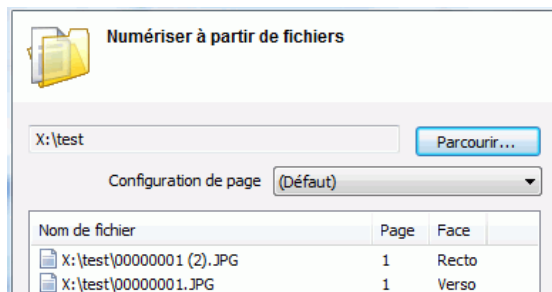 Numériser à partir de fichiers
X:\test Parcourir...
Configuration de page (Défaut)
Nom de fichier Page Face
X:\test\00000001 (2).JPG 1 Recto
X:\test\00000001.JPG 1 Verso